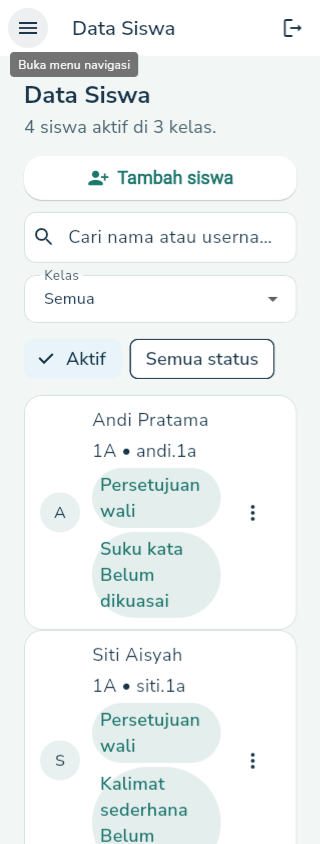 Data Siswa
Buka menu navigasi
Data Siswa
4 siswa aktif di 3 kelas.
Tambah siswa
Cari nama atau userna...
Kelas
Semua
Aktif
Semua status
Andi Pratama
1A • andi.1a
A
Persetujuan
wali
Suku kata
Belum
dikuasai
Siti Aisyah
1A • siti.1a
S
Persetujuan
wali
Kalimat
sederhana
Belum